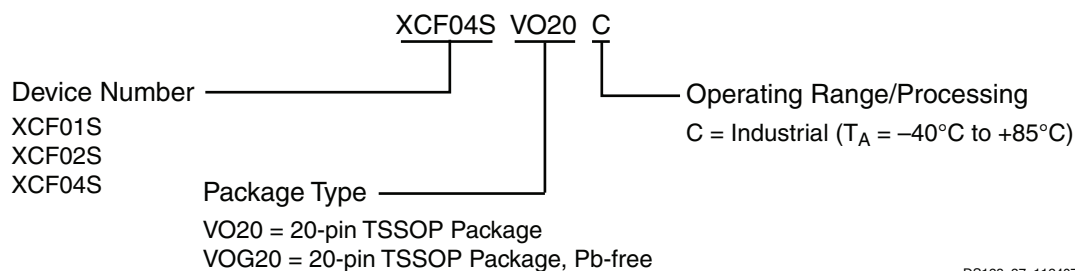 XCF04S VO20 C
Device Number
XCF01S
XCF02S
XCF04S
Operating Range/Processing
C = Industrial (TA = –40°C to +85°C)
Package Type
VO20 = 20-pin TSSOP Package
VOG20 = 20-pin TSSOP Package, Pb-free